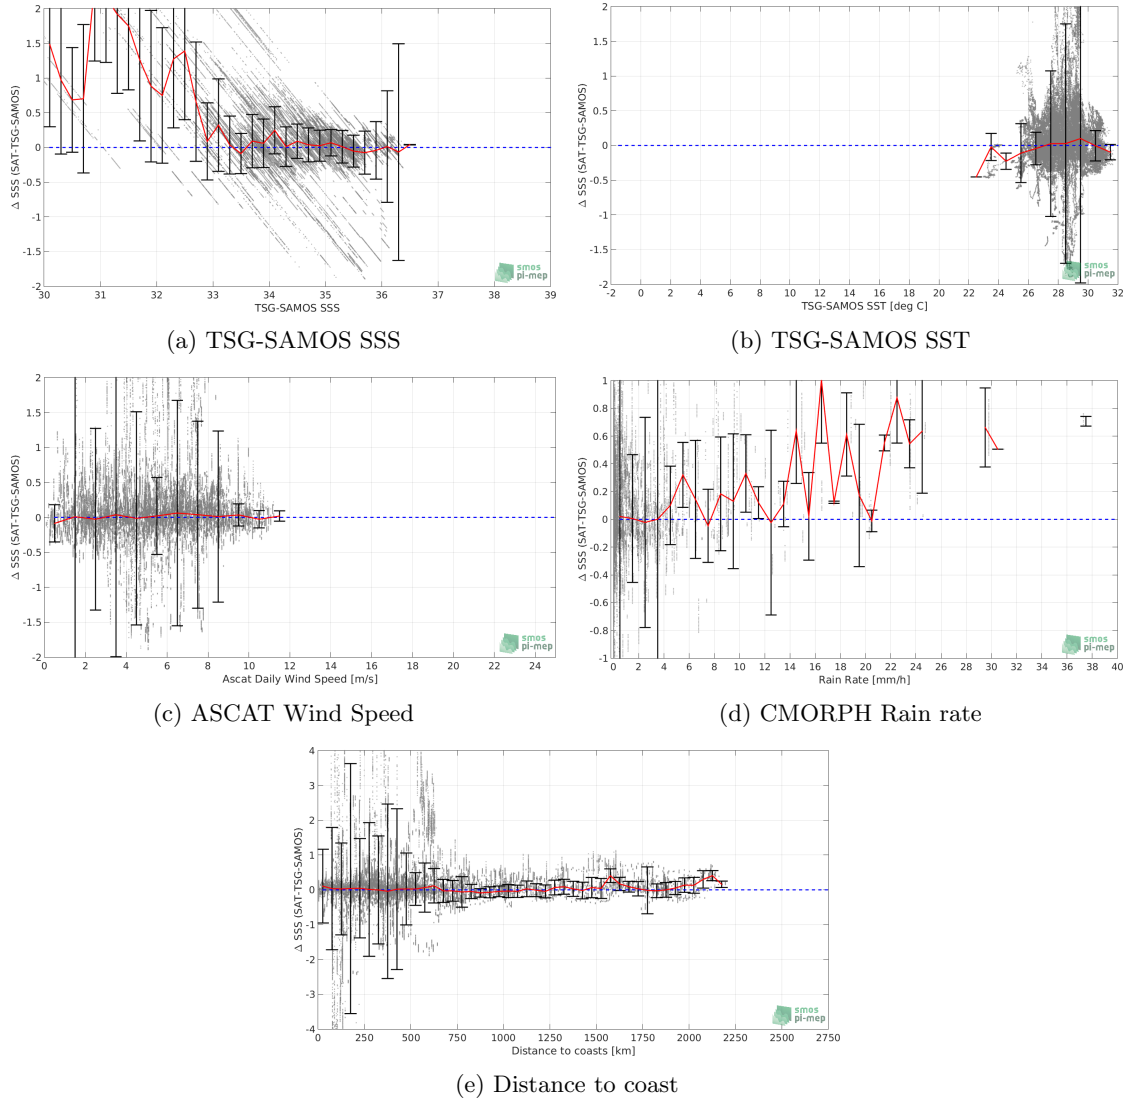 2
1.5
1
0.5
0
-0.5
-1
-1.5
-2
Δ SSS (SAT-TSG-SAMOS)
30 31 32 33 34 35 36 37 38 39
TSG-SAMOS SSS
smos
pi-mep
(a) TSG-SAMOS SSS
2
1.5
1
0.5
0
-0.5
-1
-1.5
-2
Δ SSS (SAT-TSG-SAMOS)
-2 0 2 4 6 8 10 12 14 16 18 20 22 24 26 28 30 32
TSG-SAMOS SST [deg C]
smos
pi-mep
(b) TSG-SAMOS SST
2
1.5
1
0.5
0
-0.5
-1
-1.5
-2
Δ SSS (SAT-TSG-SAMOS)
0 2 4 6 8 10 12 14 16 18 20 22 24
Ascat Daily Wind Speed [m/s]
smos
pi-mep
(c) ASCAT Wind Speed
1
0.8
0.6
0.4
0.2
0
-0.2
-0.4
-0.6
-0.8
-1
Δ SSS (SAT-TSG-SAMOS)
0 2 4 6 8 10 12 14 16 18 20 22 24 26 28 30 32 34 36 38 40
Rain Rate [mm/h]
smos
pi-mep
(d) CMORPH Rain rate
4
3
2
1
0
-1
-2
-3
-4
Δ SSS (SAT-TSG-SAMOS)
0 250 500 750 1000 1250 1500 1750 2000 2250 2500 2750
Distance to coasts [km]
smos
pi-mep
(e) Distance to coast